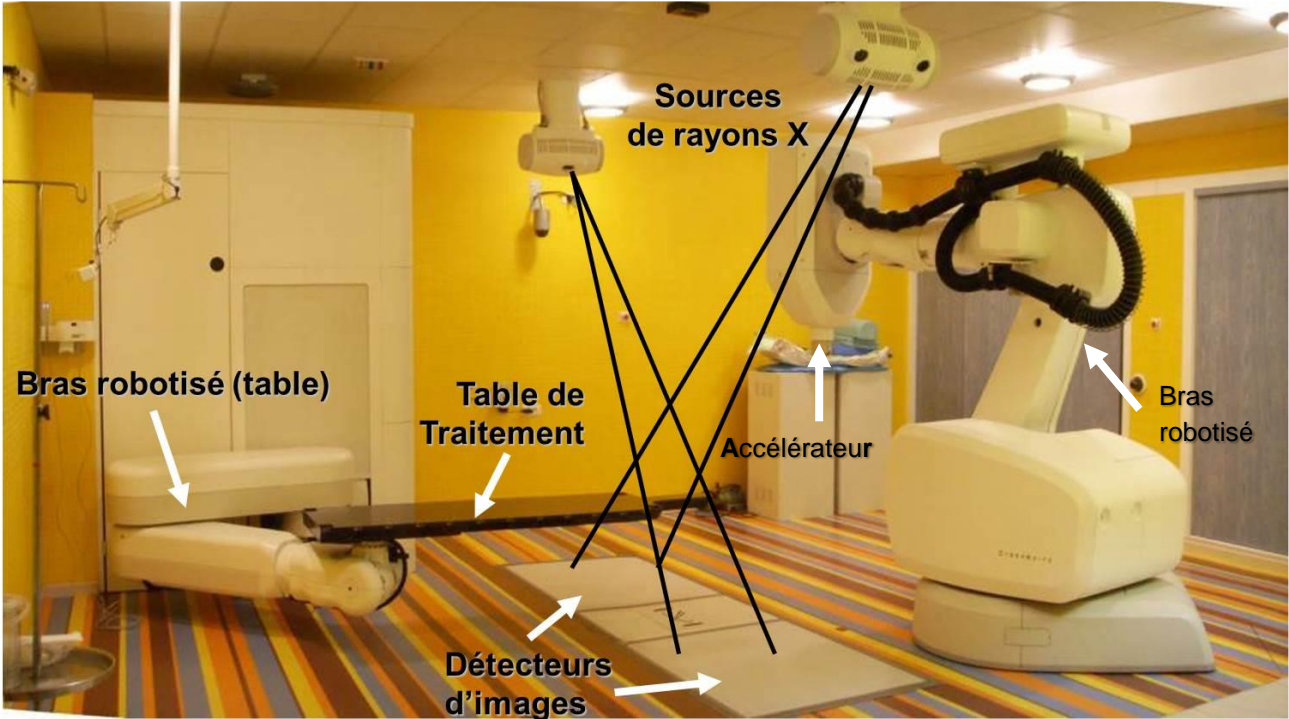 Sources
de rayons X
Bras robotisé (table)
Table de
Traitement
Accélérateur
Bras
robotisé
Détecteurs
d'images